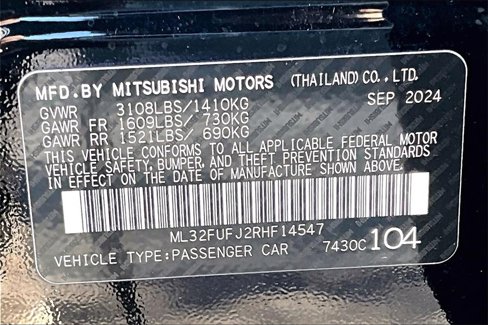 MFD.BY MITSUBISHI MOTORS (THAILAND) CO.,LTD.
GVWR 3108LBS/1410KG SEP 2024
GAWR FR 1609LBS/ 730KG
GAWR RR 1521LBS/ 690KG
THIS VEHICLE CONFORMS TO ALL APPLICABLE FEDERAL MOTOR
VEHICLE SAFETY, BUMPER, AND THEFT PREVENTION STANDARDS
IN EFFECT ON THE DATE OF MANUFACTURE SHOWN ABOVE.
ML32FUFJ2RHF14547
VEHICLE TYPE:PASSENGER CAR 7430C 104